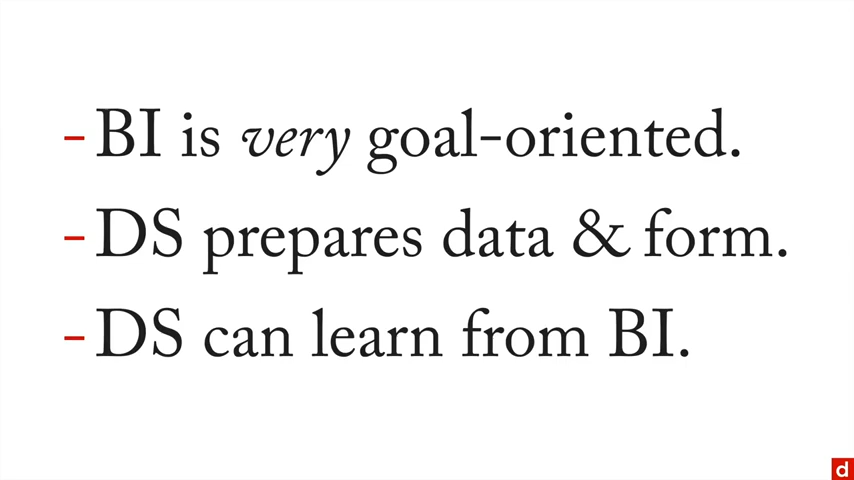 - BI is very goal-oriented.
- DS prepares data & form.
- DS can learn from BI.
d